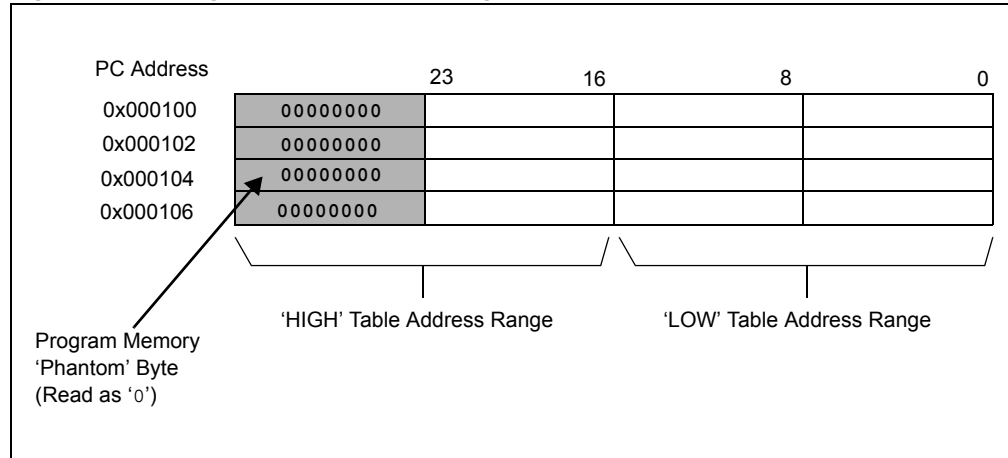 PC Address 23 16 8 0
0x000100 00000000
0x000102 00000000
0x000104 00000000
0x000106 00000000
‘HIGH’ Table Address Range ‘LOW’ Table Address Range
Program Memory
‘Phantom’ Byte
(Read as ‘0’)